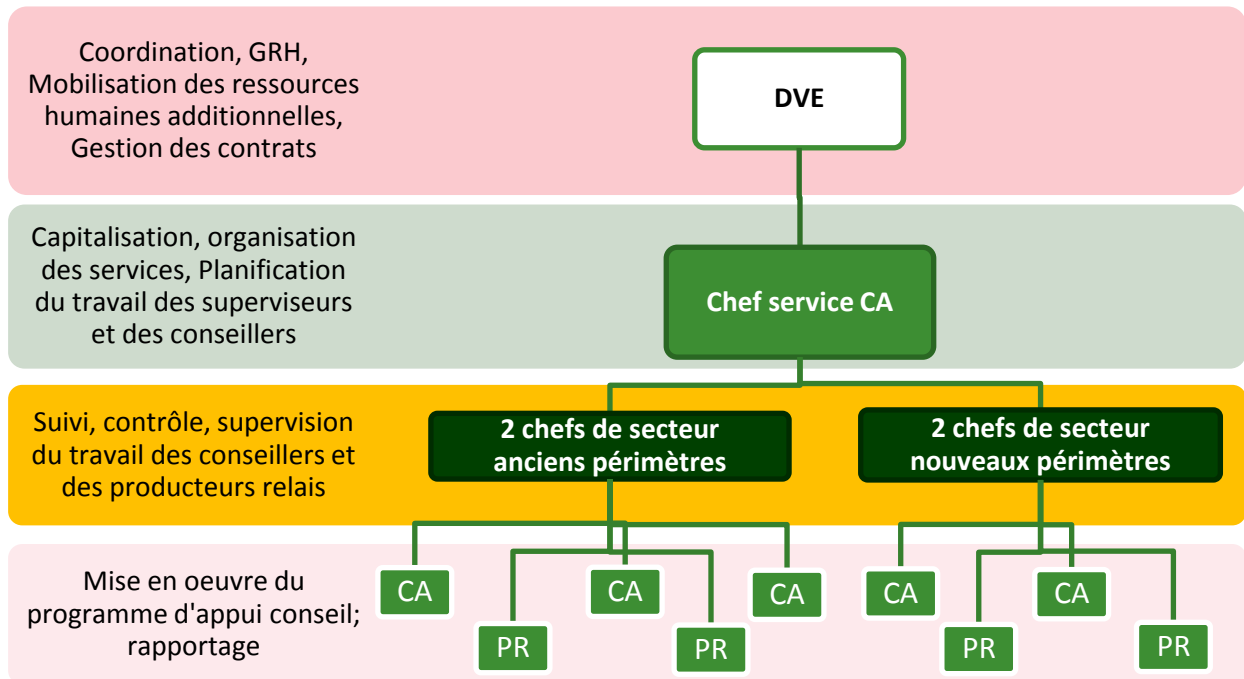 Coordination, GRH,
Mobilisation des ressources
humaines additionnelles,
Gestion des contrats
DVE
Capitalisation, organisation
des services, Planification
du travail des superviseurs
et des conseillers
Chef service CA
Suivi, contrôle, supervision
du travail des conseillers et
des producteurs relais
2 chefs de secteur
anciens périmètres
2 chefs de secteur
nouveaux périmètres
Mise en oeuvre du
programme d'appui conseil;
rapportage
CA
CA
CA
CA
CA
PR
PR
PR
PR